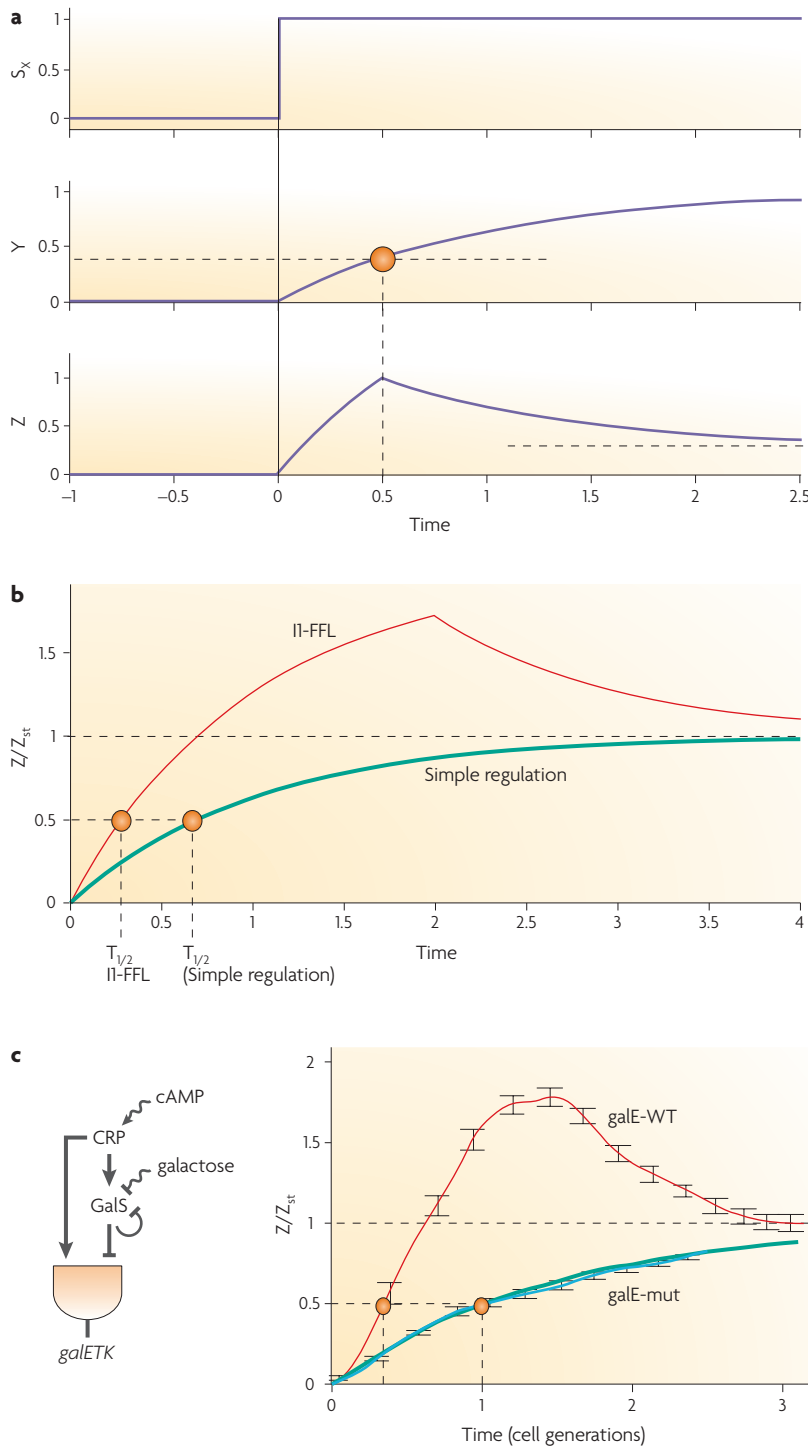 a
1
0.5
0
S_X
1
0.5
0
Y
1
0.5
0
Z
−1
−0.5
0
0.5
1
1.5
2
2.5
Time
b
1.5
1
0.5
0
Z/Z_st
I1-FFL
Simple regulation
0
0.5
1
1.5
2
2.5
3
3.5
4
T_1/2
I1-FFL
T_1/2
(Simple regulation)
Time
c
cAMP
CRP
galactose
GalS
galETK
2
1.5
1
0.5
0
Z/Z_st
galE-WT
galE-mut
0
1
2
3
Time (cell generations)